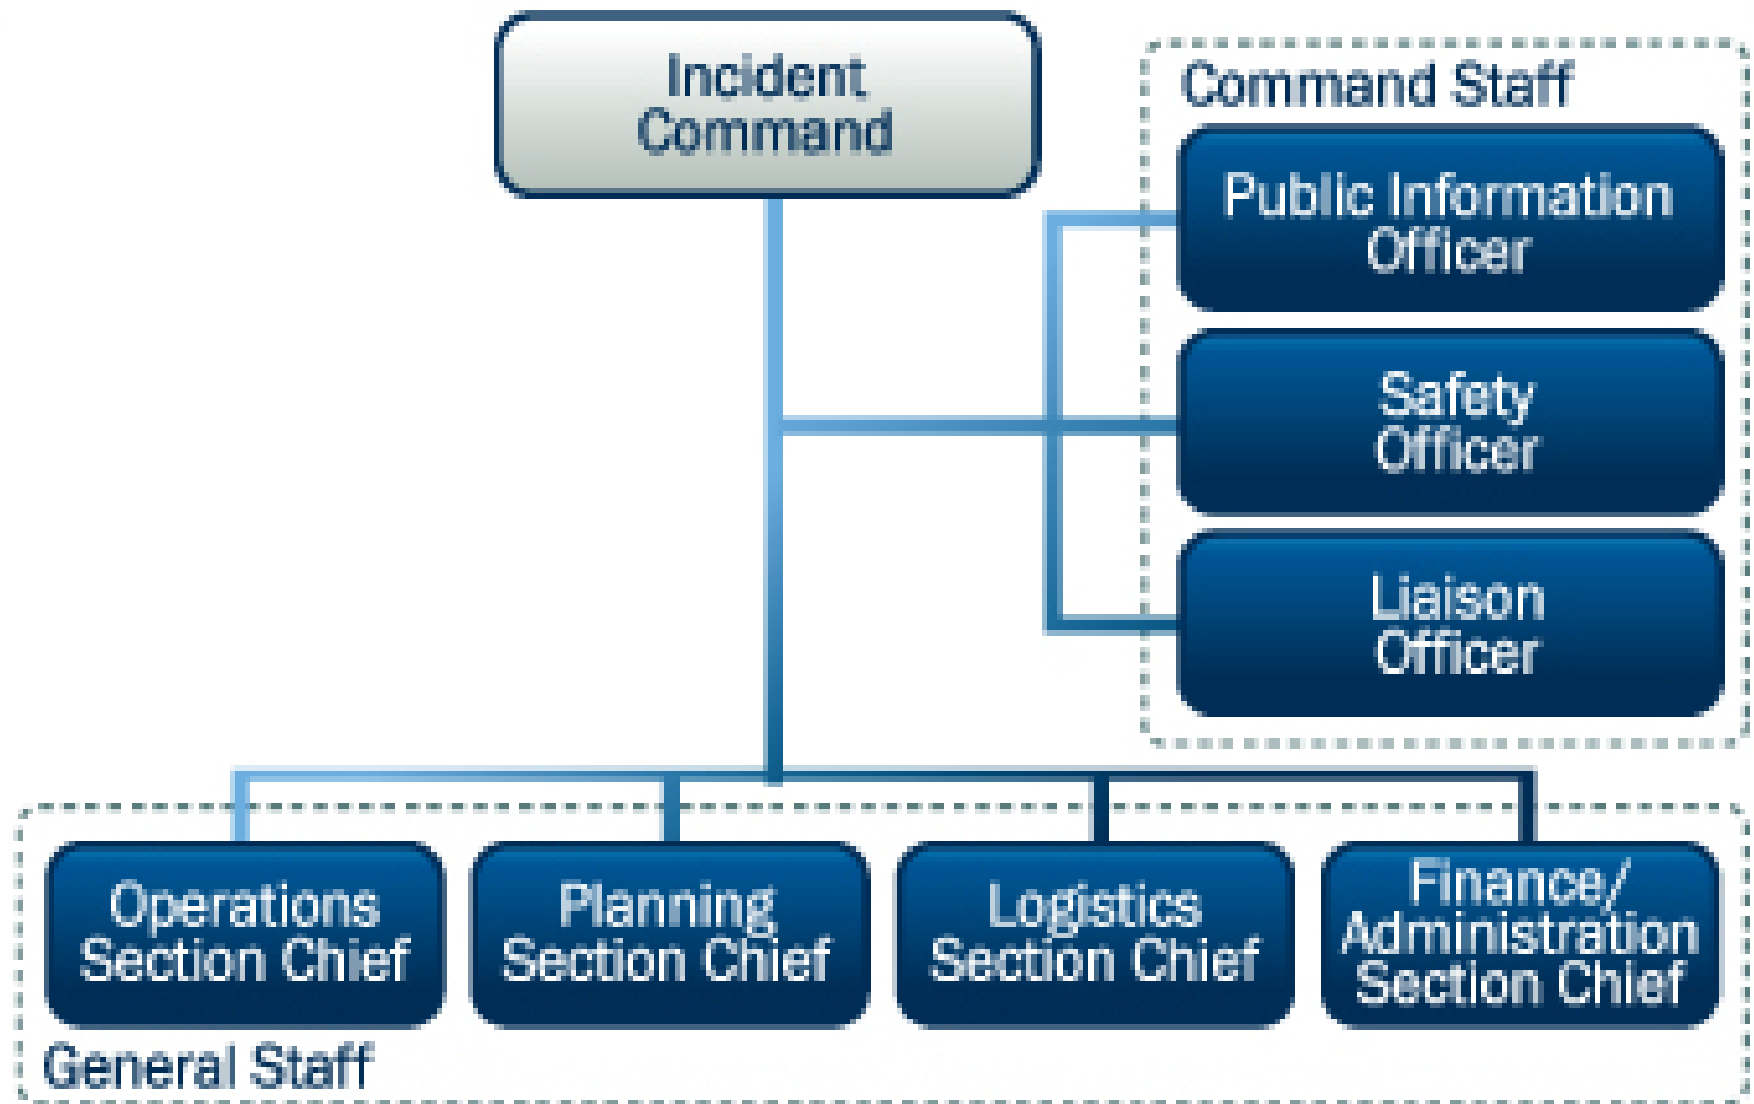 Incident
Command
Command Staff
Public Information
Officer
Safety
Officer
Liaison
Officer
Operations
Section Chief
Planning
Section Chief
Logistics
Section Chief
Finance/
Administration
Section Chief
General Staff